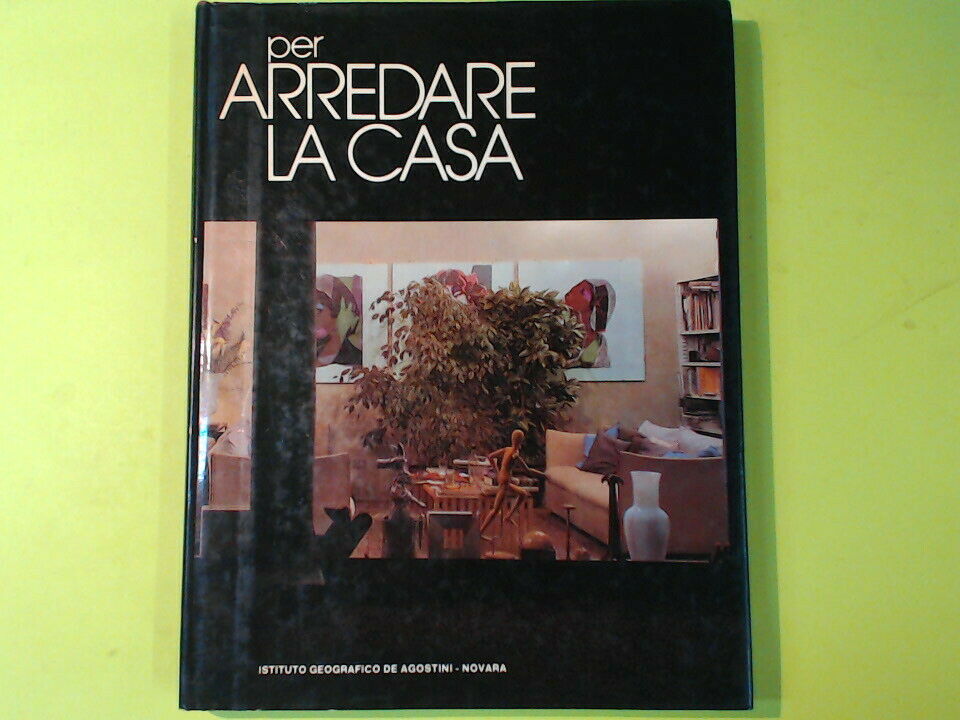 per
ARREDARE
LA CASA
ISTITUTO GEOGRAFICO DE AGOSTINI - NOVARA